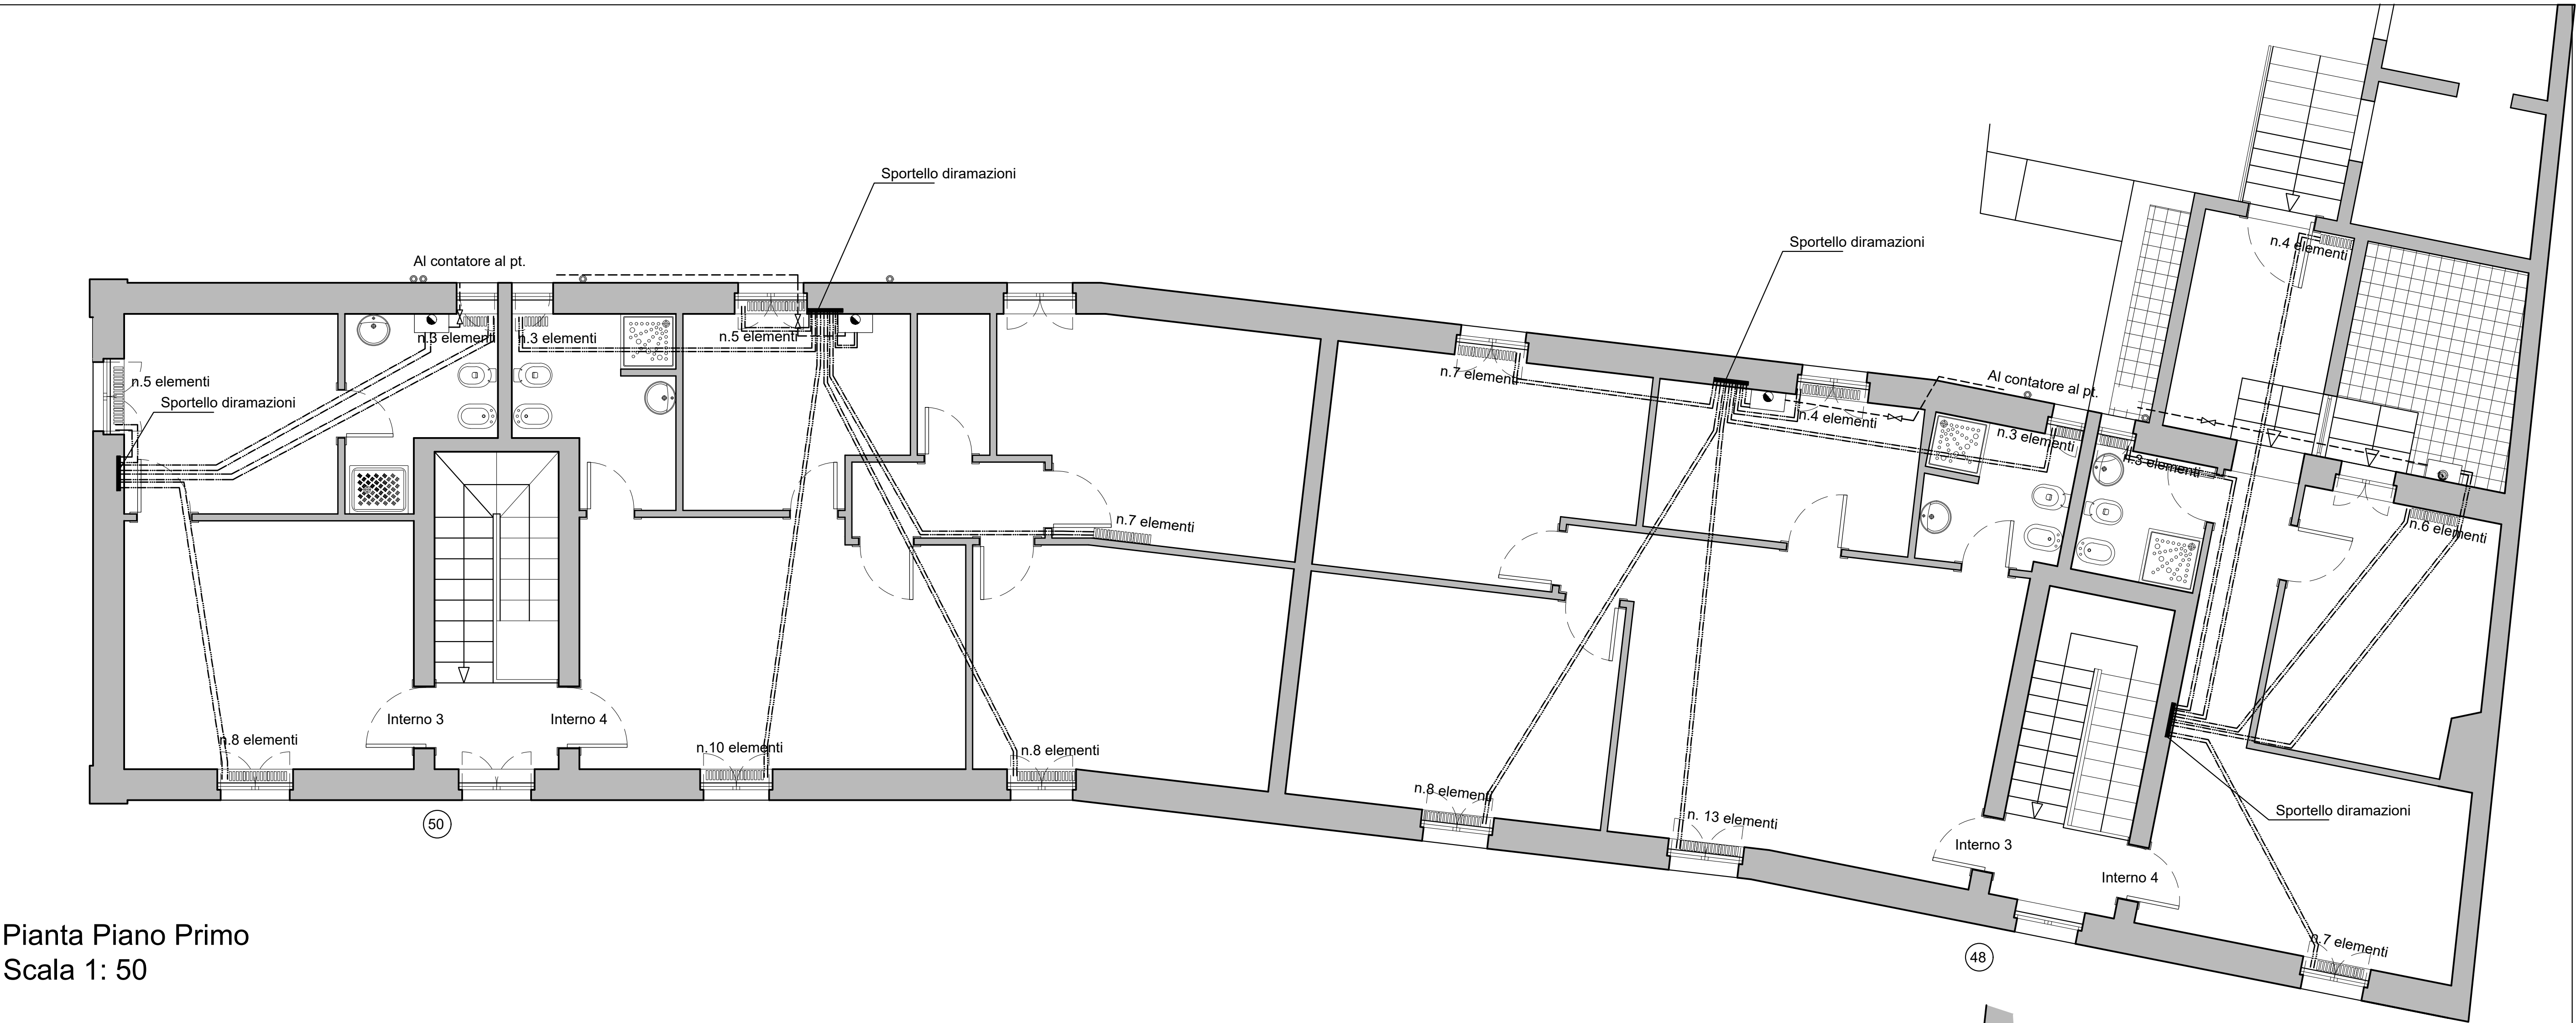 Sportello diramazioni
Sportello diramazioni
n.4 elementi
Al contatore al pt.
n.3 elementi
n.3 elementi
n.5 elementi
n.5 elementi
Sportello diramazioni
n.7 elementi
n.4 elementi
Al contatore al pt.
n.3 elementi
n.3 elementi
n.7 elementi
n.6 elementi
Interno 3
Interno 4
n.8 elementi
n.10 elementi
n.8 elementi
n.8 elementi
n. 13 elementi
Sportello diramazioni
Interno 3
Interno 4
50
48
n.7 elementi
Pianta Piano Primo
Scala 1: 50